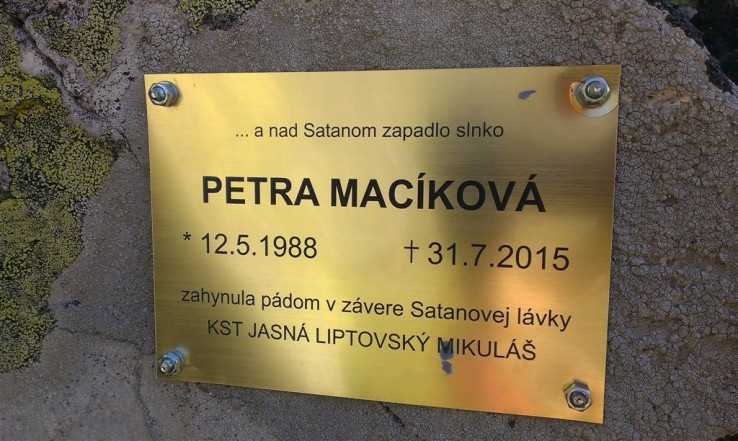 ... a nad Satanom zapadlo slnko
PETRA MACÍKOVÁ
* 12.5.1988 † 31.7.2015
zahynula pádom v závere Satanovej lávky
KST JASNÁ LIPTOVSKÝ MIKULÁŠ